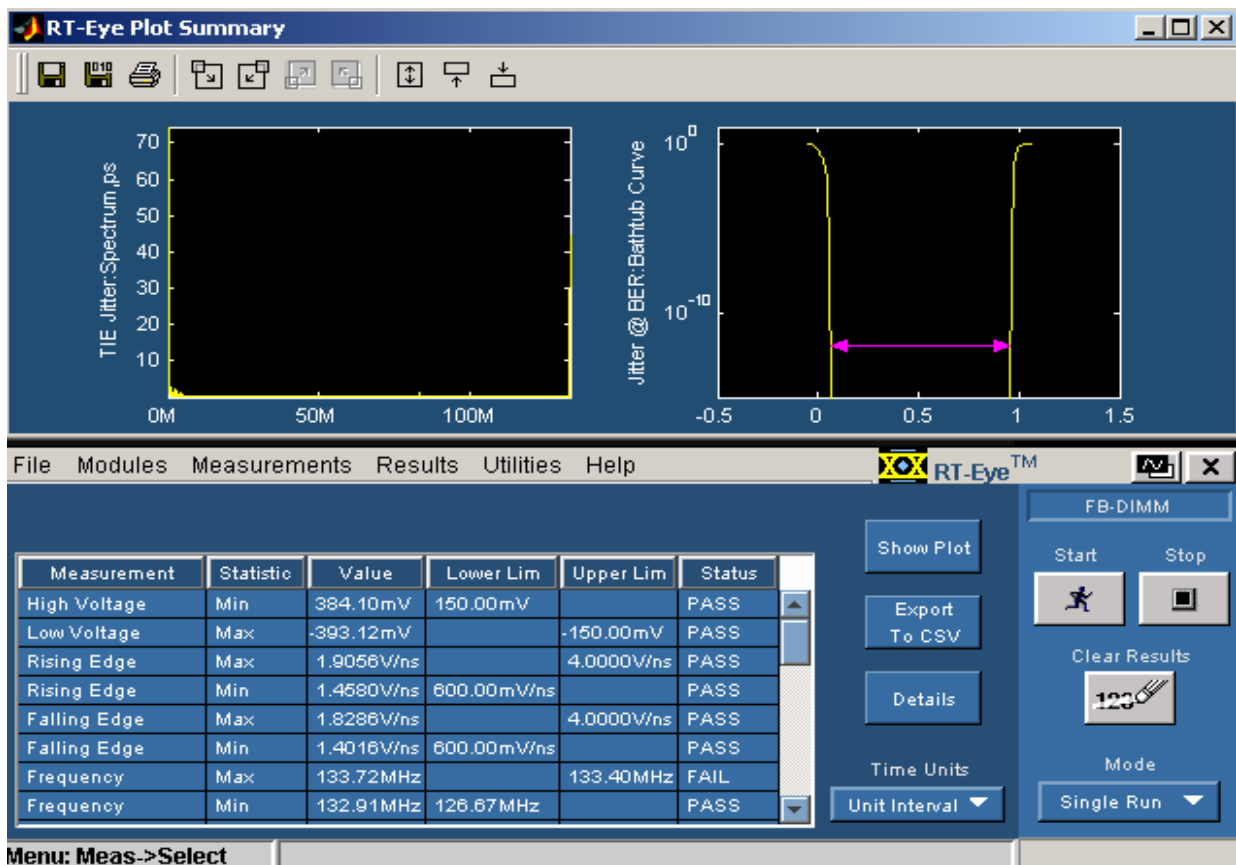 RT-Eye Plot Summary
010
TIE Jitter:Spectrum,ps
70
60
50
40
30
20
10
0M 50M 100M
Jitter @ BER:Bathtub Curve
10^0
10^-10
-0.5 0 0.5 1 1.5
File Modules Measurements Results Utilities Help
RT-Eye™
FB-DIMM
Measurement Statistic Value Lower Lim Upper Lim Status
High Voltage Min 384.10mV 150.00mV PASS
Low Voltage Max -393.12mV -150.00mV PASS
Rising Edge Max 1.9056V/ns 4.0000V/ns PASS
Rising Edge Min 1.4580V/ns 600.00mV/ns PASS
Falling Edge Max 1.8286V/ns 4.0000V/ns PASS
Falling Edge Min 1.4016V/ns 600.00mV/ns PASS
Frequency Max 133.72MHz 133.40MHz FAIL
Frequency Min 132.91MHz 126.67MHz PASS
Show Plot
Export
To CSV
Details
Time Units
Unit Interval
Start Stop
Clear Results
123
Mode
Single Run
Menu: Meas->Select